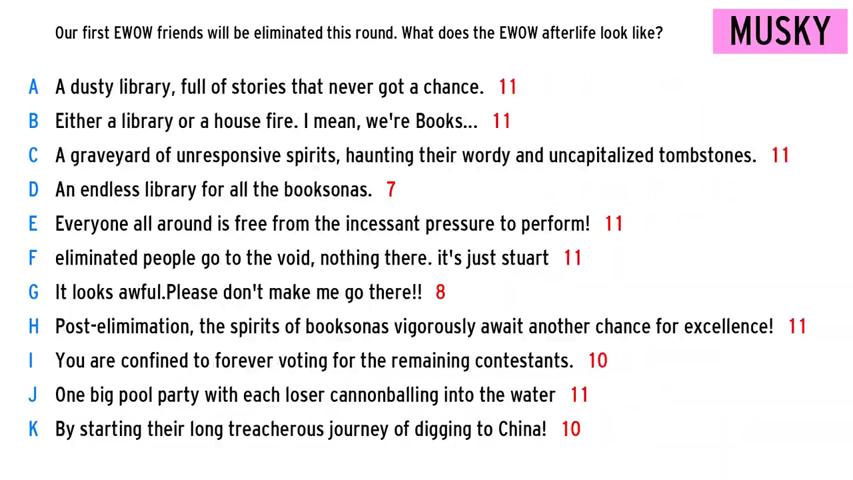 Our first EWOW friends will be eliminated this round. What does the EWOW afterlife look like?
MUSKY
A A dusty library, full of stories that never got a chance. 11
B Either a library or a house fire. I mean, we're Books... 11
C A graveyard of unresponsive spirits, haunting their wordy and uncapitalized tombstones. 11
D An endless library for all the booksonas. 7
E Everyone all around is free from the incessant pressure to perform! 11
F eliminated people go to the void, nothing there. it's just stuart 11
G It looks awful.Please don't make me go there!! 8
H Post-elimimation, the spirits of booksonas vigorously await another chance for excellence! 11
I You are confined to forever voting for the remaining contestants. 10
J One big pool party with each loser cannonballing into the water 11
K By starting their long treacherous journey of digging to China! 10